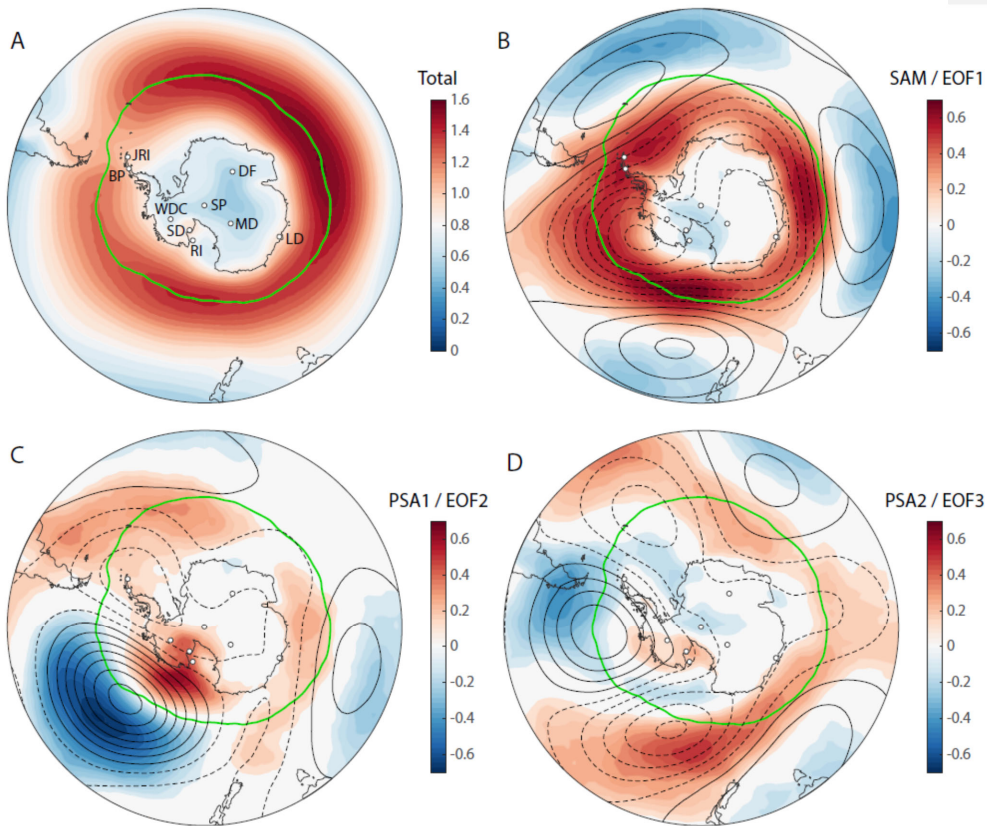 A
Total
1.6
1.4
1.2
1.0
0.8
0.6
0.4
0.2
0
JRI
BP
DF
WDC
SP
SD
MD
RI
LD
B
SAM / EOF1
0.6
0.4
0.2
0
-0.2
-0.4
-0.6
C
PSA1 / EOF2
0.6
0.4
0.2
0
-0.2
-0.4
-0.6
D
PSA2 / EOF3
0.6
0.4
0.2
0
-0.2
-0.4
-0.6